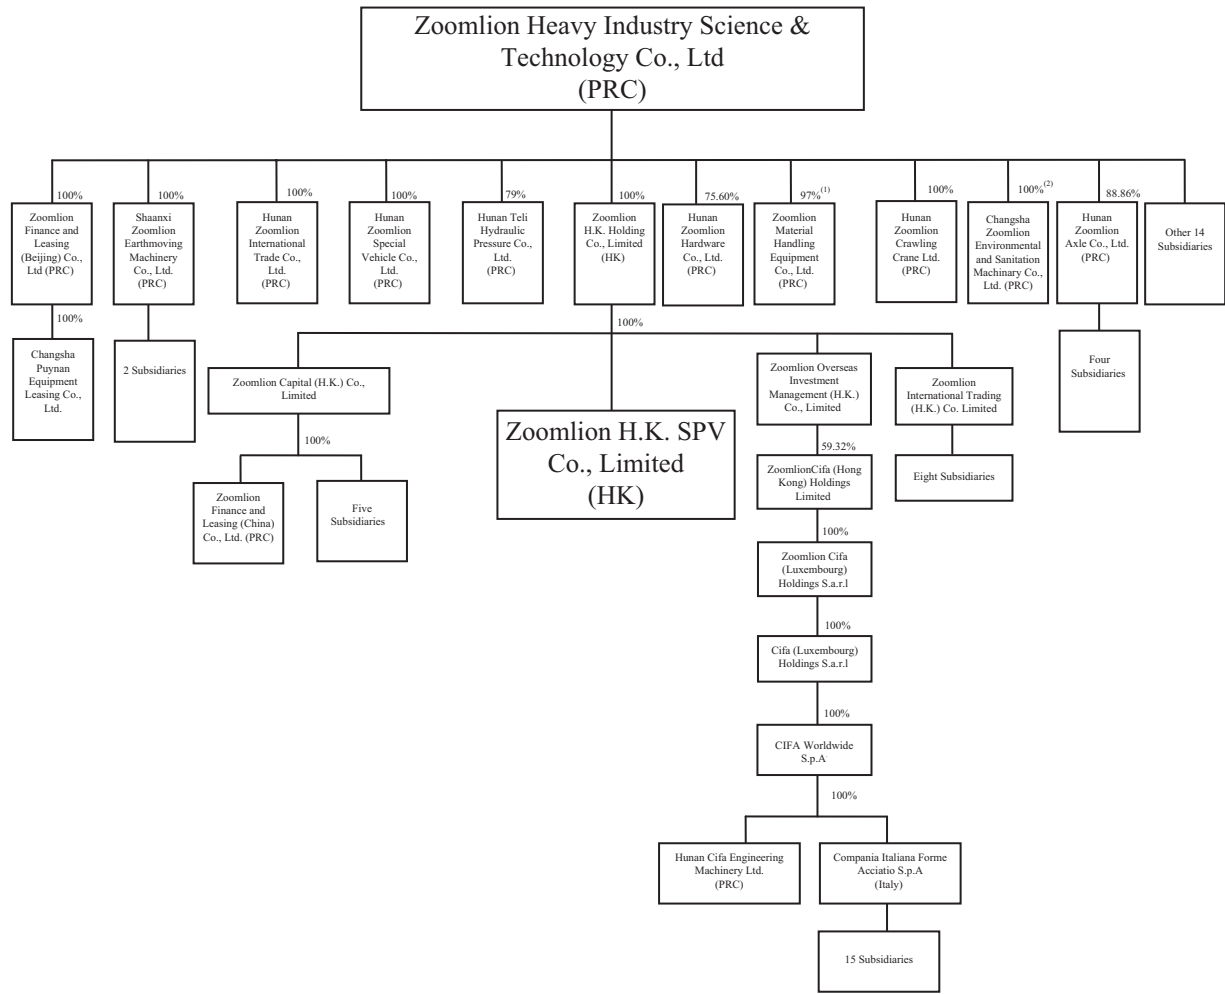 Zoomlion Heavy Industry Science &
Technology Co., Ltd
(PRC)
100%
100%
100%
100%
79%
100%
75.60%
97%(1)
100%
100%(2)
88.86%
Zoomlion
Finance and
Leasing
(Beijing) Co.,
Ltd (PRC)
Shaanxi
Zoomlion
Earthmoving
Machinery
Co., Ltd.
(PRC)
Hunan
Zoomlion
International
Trade Co.,
Ltd.
(PRC)
Hunan
Zoomlion
Special
Vehicle Co.,
Ltd.
(PRC)
Hunan Teli
Hydraulic
Pressure Co.,
Ltd.
(PRC)
Zoomlion
H.K. Holding
Co., Limited
(HK)
Hunan
Zoomlion
Hardware
Co., Ltd.
(PRC)
Zoomlion
Material
Handling
Equipment
Co., Ltd.
(PRC)
Hunan
Zoomlion
Crawling
Crane Ltd.
(PRC)
Changsha
Zoomlion
Environmental
and Sanitation
Machinary Co.,
Ltd. (PRC)
Hunan
Zoomlion
Axle Co., Ltd.
(PRC)
Other 14
Subsidiaries
100%
100%
Changsha
Puynan
Equipment
Leasing Co.,
Ltd.
2 Subsidiaries
Zoomlion Capital (H.K.) Co.,
Limited
Zoomlion H.K. SPV
Co., Limited
(HK)
Zoomlion Overseas
Investment
Management (H.K.)
Co., Limited
Zoomlion
International Trading
(H.K.) Co. Limited
Four
Subsidiaries
100%
59.32%
Zoomlion
Finance and
Leasing (China)
Co., Ltd. (PRC)
Five
Subsidiaries
ZoomlionCifa (Hong
Kong) Holdings
Limited
Eight Subsidiaries
100%
Zoomlion Cifa
(Luxembourg)
Holdings S.a.r.l
100%
Cifa (Luxembourg)
Holdings S.a.r.l
100%
CIFA Worldwide
S.p.A
100%
Hunan Cifa Engineering
Machinery Ltd.
(PRC)
Compania Italiana Forme
Acciatio S.p.A
(Italy)
15 Subsidiaries